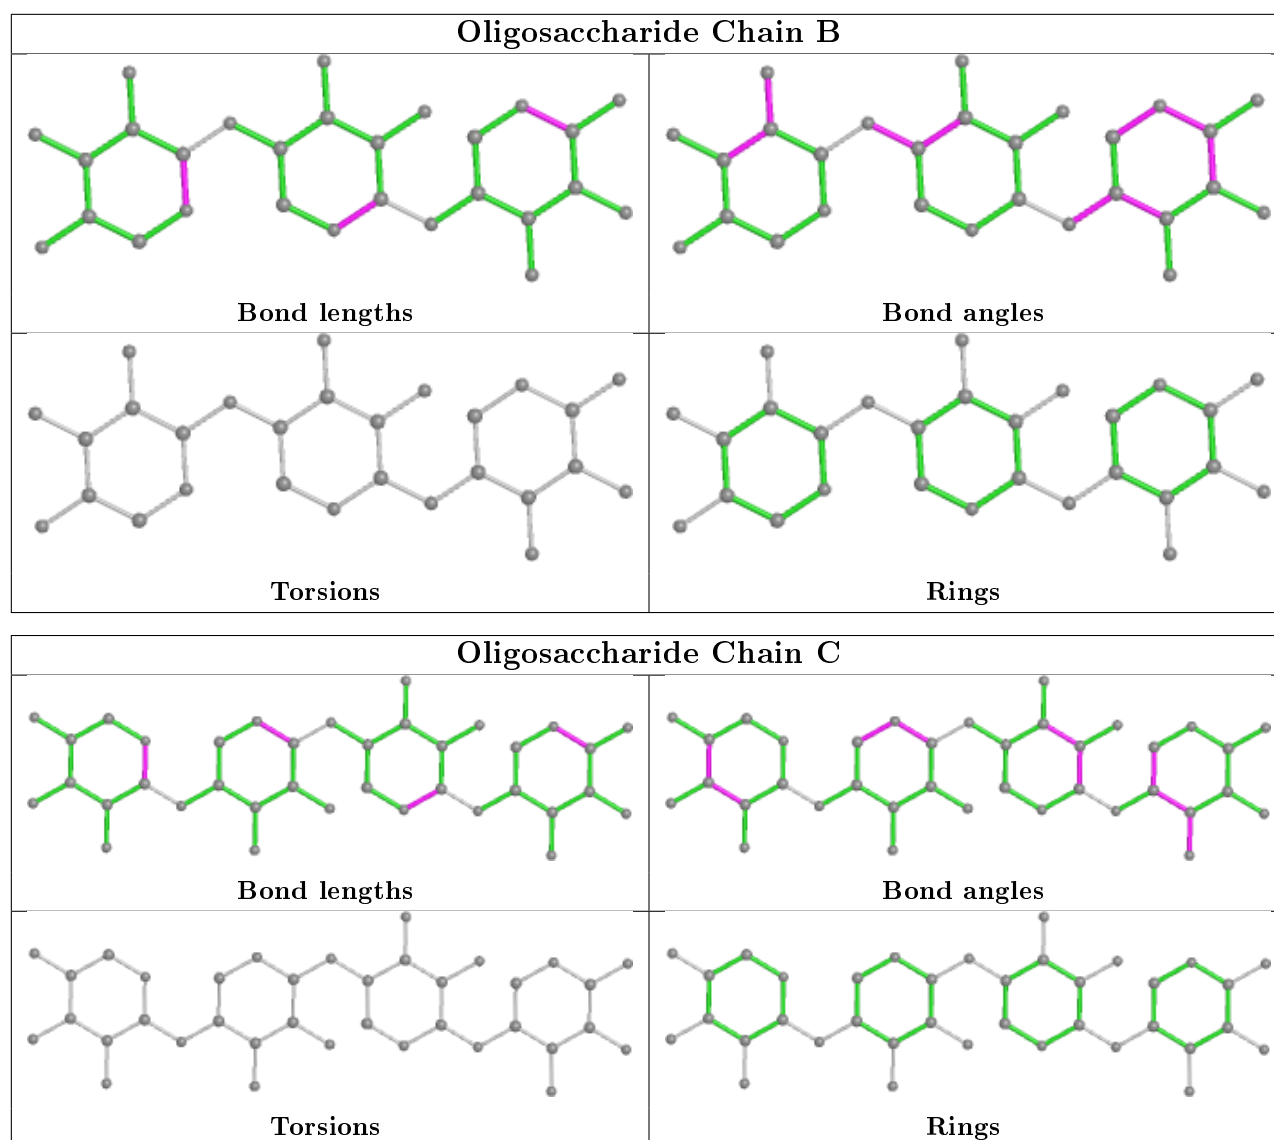 Oligosaccharide Chain B
Bond lengths
Bond angles
Torsions
Rings
Oligosaccharide Chain C
Bond lengths
Bond angles
Torsions
Rings